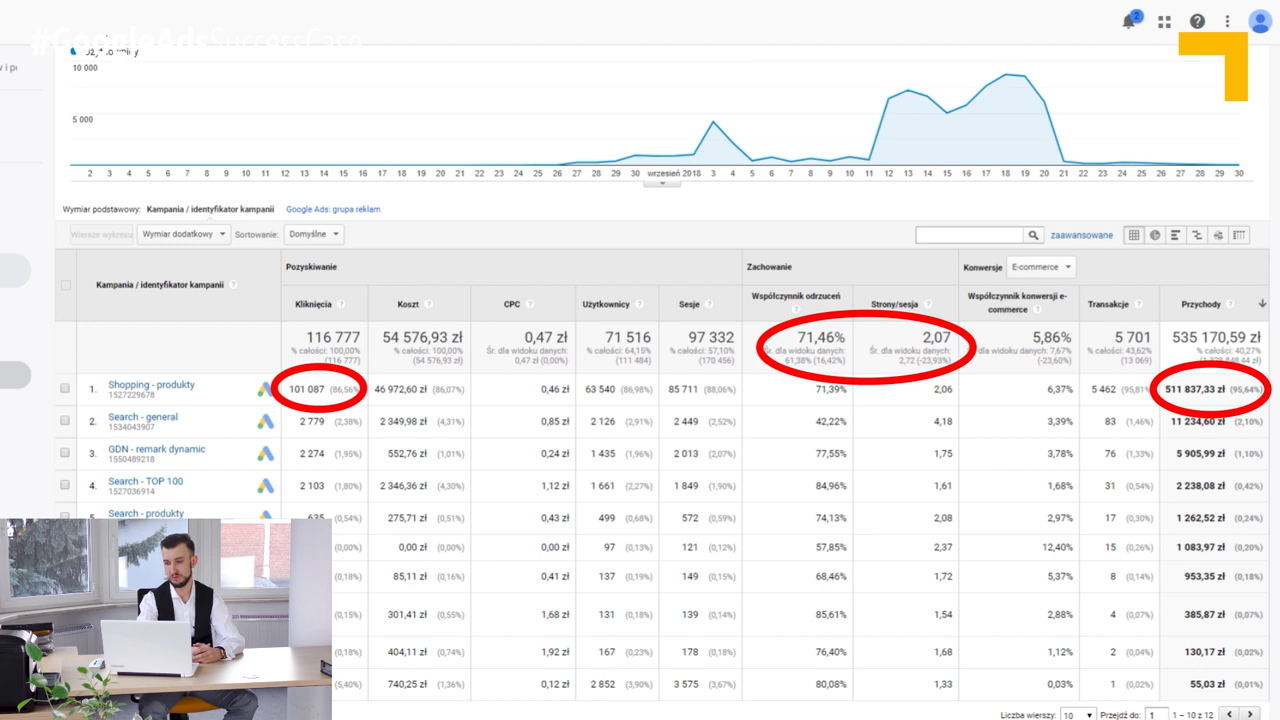 #GoogleAdsSuccessCase
2
10 000
5 000
2 3 4 5 6 7 8 9 10 11 12 13 14 15 16 17 18 19 20 21 22 23 24 25 26 27 28 29 30 wrzesień 2018 3 4 5 6 7 8 9 10 11 12 13 14 15 16 17 18 19 20 21 22 23 24 25 26 27 28 29 30
Wymiar podstawowy: Kampania / identyfikator kampanii Google Ads: grupa reklam
Wiersze wykresu Wymiar dodatkowy Sortowanie: Domyślne zaawansowane
Kampania / identyfikator kampanii Pozyskiwanie Zachowanie Konwersje E-commerce
Kliknięcia Koszt CPC Użytkownicy Sesje Współczynnik odrzuceń Strony/sesja Współczynnik konwersji e-commerce Transakcje Przychody
116 777 54 576,93 zł 0,47 zł 71 516 97 332 71,46% 2,07 5,86% 5 701 535 170,59 zł
% całości: 100,00% % całości: 100,00% Śr. dla widoku danych: % całości: 64,15% % całości: 57,10% Śr. dla widoku danych: Śr. dla widoku danych: dla widoku danych: 7,67% % całości: 43,62% % całości: 40,27%
(116 777) (54 576,93 zł) 0,47 zł (0,00%) (111 484) (170 456) 61,38% (16,42%) 2,72 (-23,93%) (-23,60%) (13 069)
1. Shopping - produkty 101 087 (86,56%) 46 972,60 zł (86,07%) 0,46 zł 63 540 (86,98%) 85 711 (88,06%) 71,39% 2,06 6,37% 5 462 (95,81%) 511 837,33 zł (95,64%)
1527229678
2. Search - general 2 779 (2,38%) 2 349,98 zł (4,31%) 0,85 zł 2 126 (2,91%) 2 449 (2,52%) 42,22% 4,18 3,39% 83 (1,46%) 11 234,60 zł (2,10%)
1534043907
3. GDN - remark dynamic 2 274 (1,95%) 552,76 zł (1,01%) 0,24 zł 1 435 (1,96%) 2 013 (2,07%) 77,55% 1,75 3,78% 76 (1,33%) 5 905,99 zł (1,10%)
1550489218
4. Search - TOP 100 2 103 (1,80%) 2 346,36 zł (4,30%) 1,12 zł 1 661 (2,27%) 1 849 (1,90%) 84,96% 1,61 1,68% 31 (0,54%) 2 238,08 zł (0,42%)
1527036914
Search - produkty 635 (0,54%) 275,71 zł (0,51%) 0,43 zł 499 (0,68%) 572 (0,59%) 74,13% 2,08 2,97% 17 (0,30%) 1 262,52 zł (0,24%)
(0,00%) 0,00 zł (0,00%) 0,00 zł 97 (0,13%) 121 (0,12%) 57,85% 2,37 12,40% 15 (0,26%) 1 083,97 zł (0,20%)
(0,18%) 85,11 zł (0,16%) 0,41 zł 137 (0,19%) 149 (0,15%) 68,46% 1,72 5,37% 8 (0,14%) 953,35 zł (0,18%)
(0,15%) 301,41 zł (0,55%) 1,68 zł 131 (0,18%) 139 (0,14%) 85,61% 1,54 2,88% 4 (0,07%) 385,87 zł (0,07%)
(0,18%) 404,11 zł (0,74%) 1,92 zł 167 (0,23%) 178 (0,18%) 76,40% 1,68 1,12% 2 (0,04%) 130,17 zł (0,02%)
(5,40%) 740,25 zł (1,36%) 0,12 zł 2 852 (3,90%) 3 575 (3,67%) 80,08% 1,33 0,03% 1 (0,02%) 55,03 zł (0,01%)
Liczba wierszy: 10 Przejdź do: 1 1 – 10 z 12